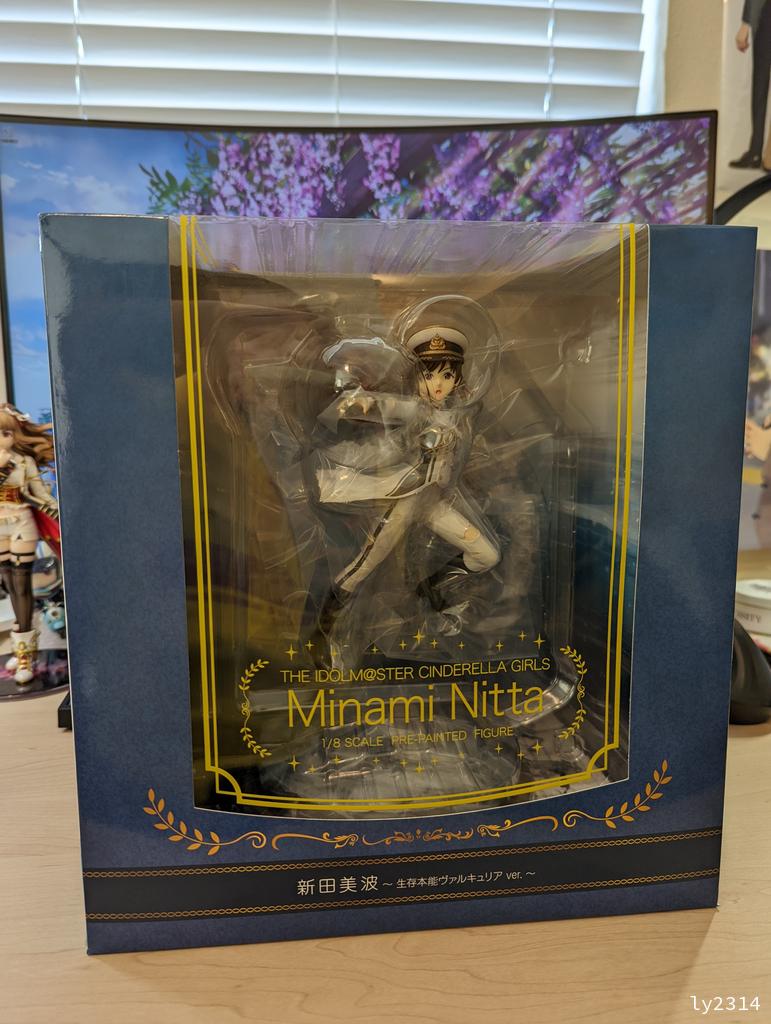 THE IDOLM@STER CINDERELLA GIRLS
Minami Nitta
1/8 SCALE PRE-PAINTED FIGURE
新田美波 ～ 生存本能ヴァルキュリア ver. ～
ly2314